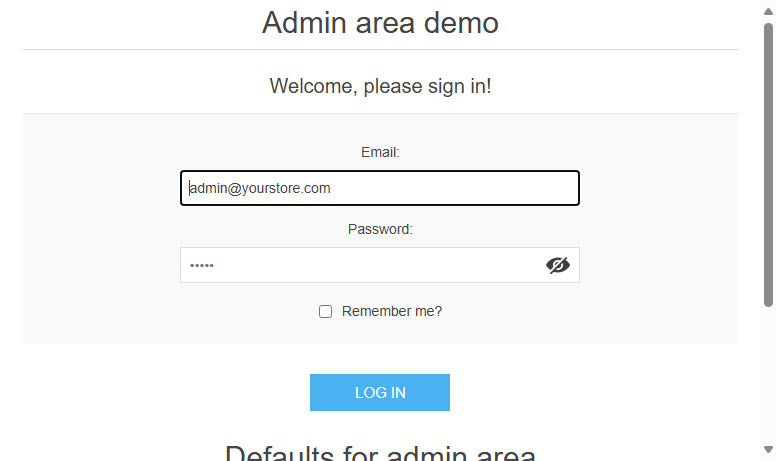 Admin area demo
Welcome, please sign in!
Email:
admin@yourstore.com
Password:
•••••
Remember me?
LOG IN
Defaults for admin area